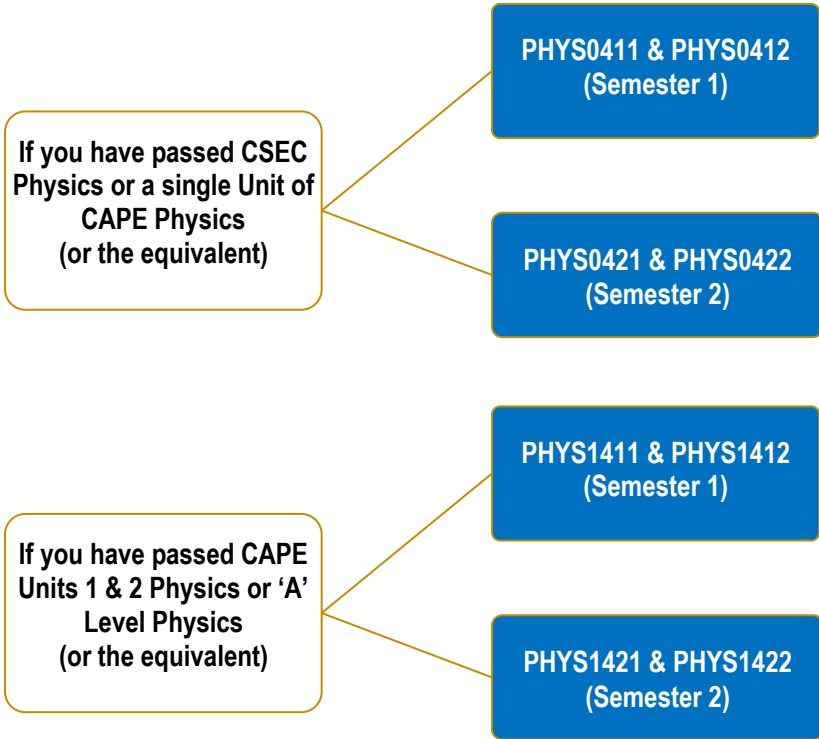 PHYS0411 & PHYS0412
(Semester 1)
If you have passed CSEC
Physics or a single Unit of
CAPE Physics
(or the equivalent)
PHYS0421 & PHYS0422
(Semester 2)
PHYS1411 & PHYS1412
(Semester 1)
If you have passed CAPE
Units 1 & 2 Physics or ‘A’
Level Physics
(or the equivalent)
PHYS1421 & PHYS1422
(Semester 2)